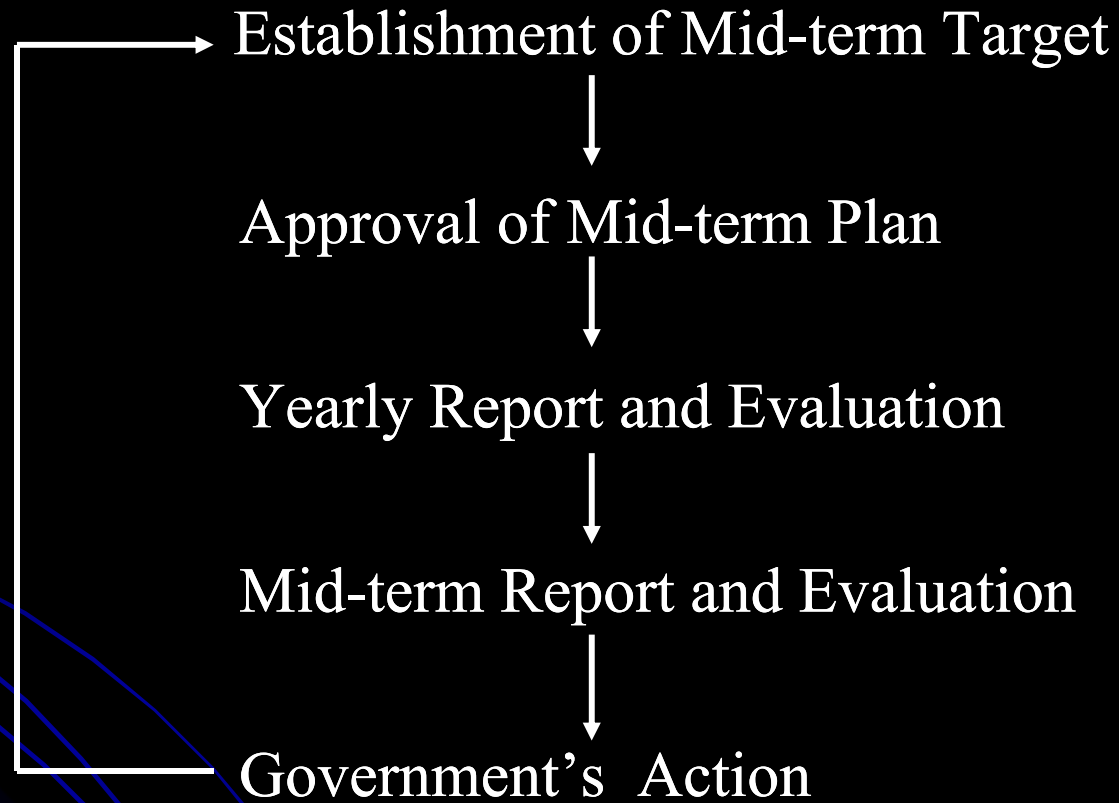 Establishment of Mid-term Target
Approval of Mid-term Plan
Yearly Report and Evaluation
Mid-term Report and Evaluation
Government’s Action